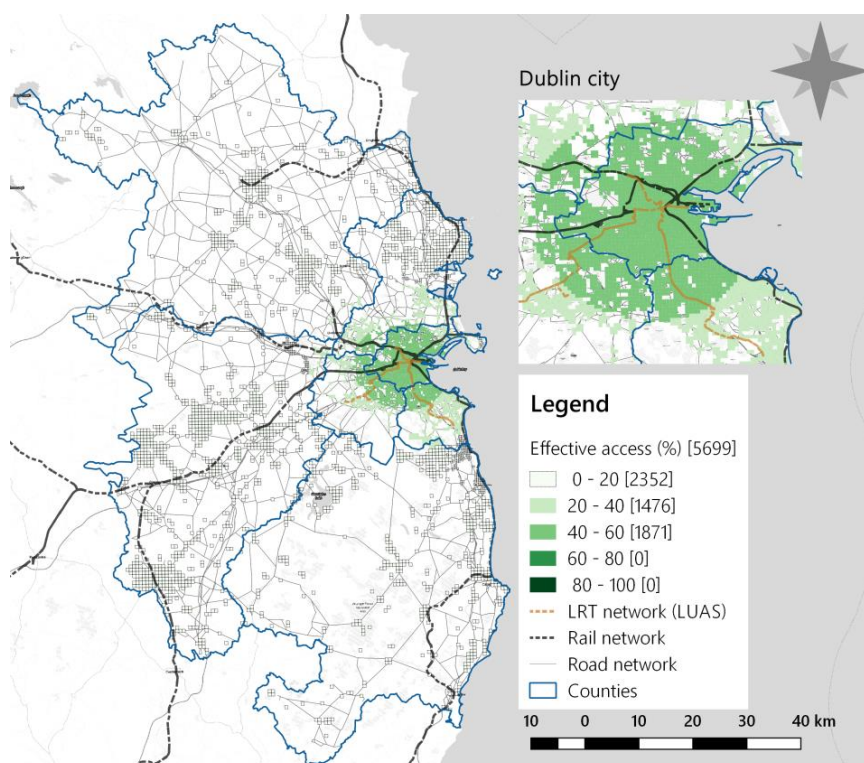 Dublin city
Legend
Effective access (%) [5699]
0 - 20 [2352]
20 - 40 [1476]
40 - 60 [1871]
60 - 80 [0]
80 - 100 [0]
LRT network (LUAS)
Rail network
Road network
Counties
10 0 10 20 30 40 km